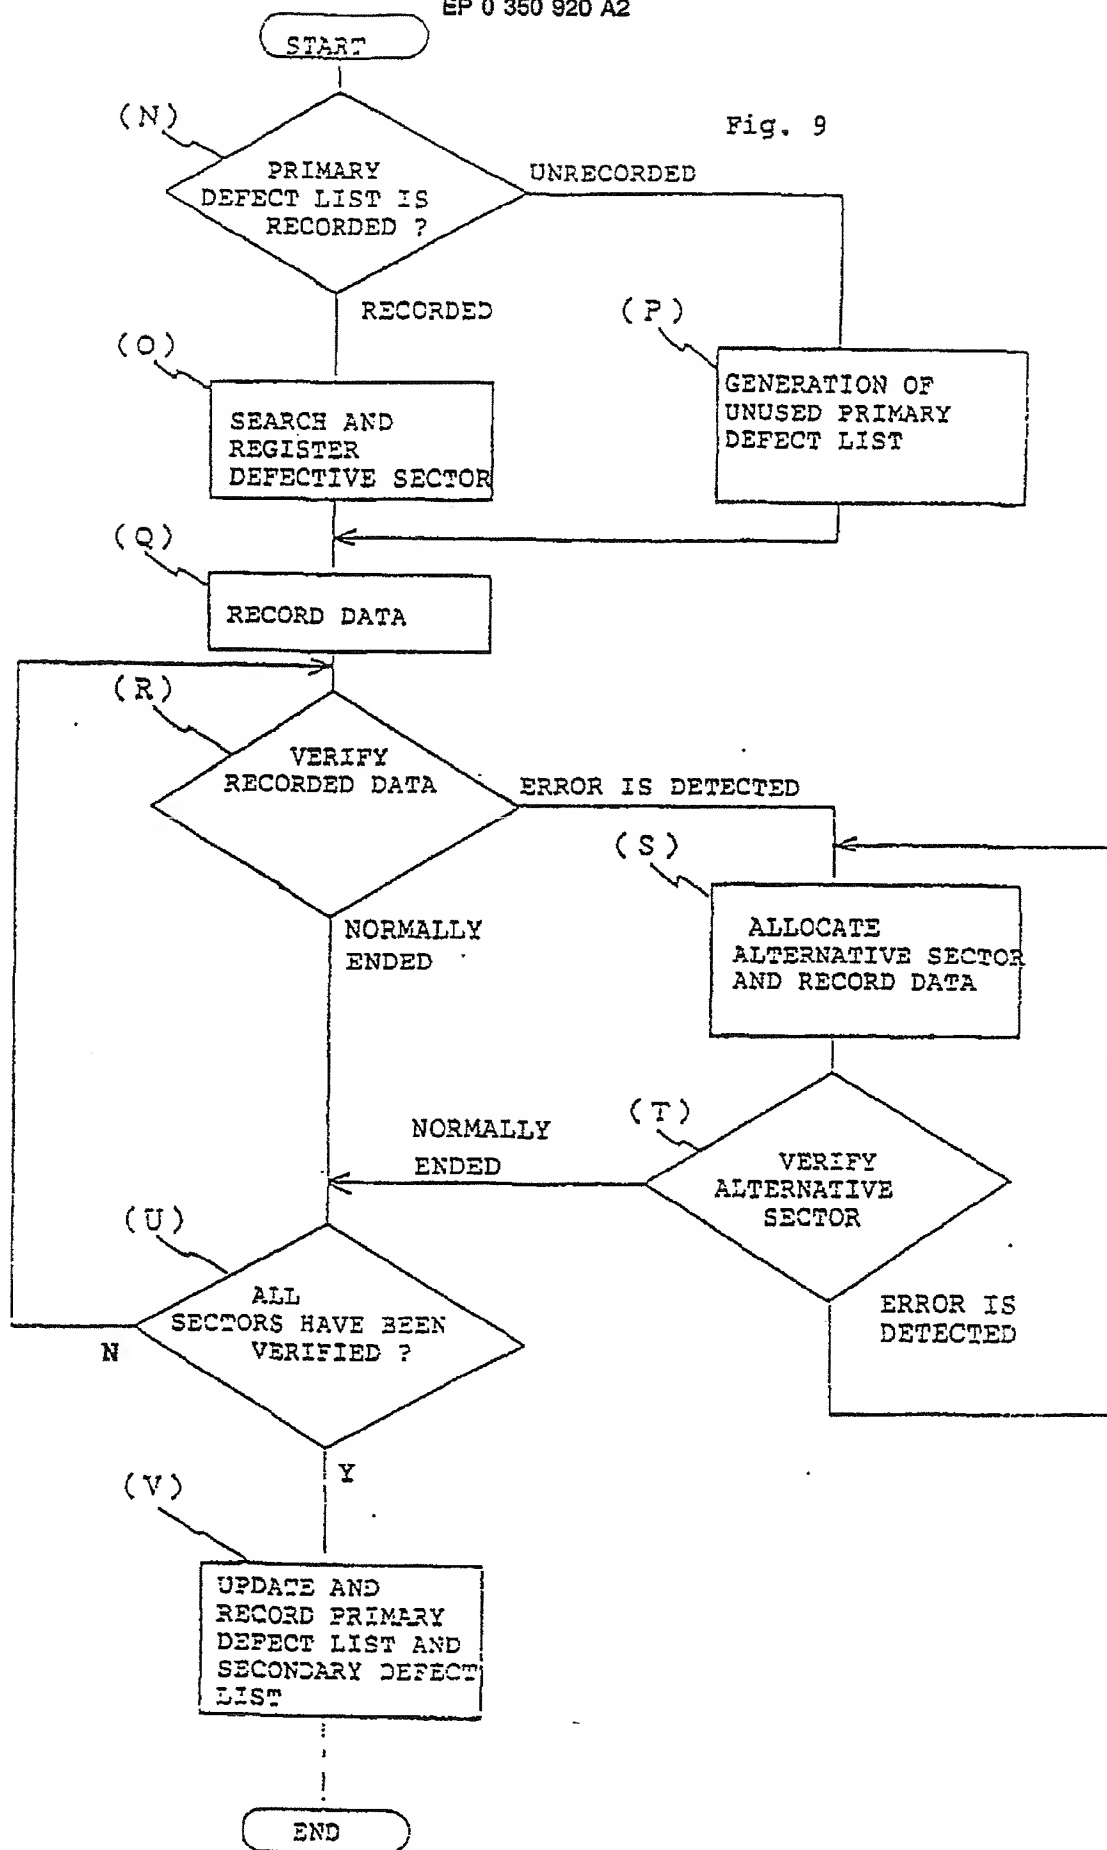 EP 0 350 920 A2
START
(N)
Fig. 9
PRIMARY
DEFECT LIST IS
RECORDED ?
UNRECORDED
RECORDED
(P)
(O)
GENERATION OF
UNUSED PRIMARY
DEFECT LIST
SEARCH AND
REGISTER
DEFECTIVE SECTOR
(Q)
RECORD DATA
(R)
VERIFY
RECORDED DATA
ERROR IS DETECTED
(S)
NORMALLY
ENDED
ALLOCATE
ALTERNATIVE SECTOR
AND RECORD DATA
(T)
NORMALLY
ENDED
VERIFY
ALTERNATIVE
SECTOR
(U)
ALL
SECTORS HAVE BEEN
VERIFIED ?
N
ERROR IS
DETECTED
Y
(V)
UPDATE AND
RECORD PRIMARY
DEFECT LIST AND
SECONDARY DEFECT
LIST
END